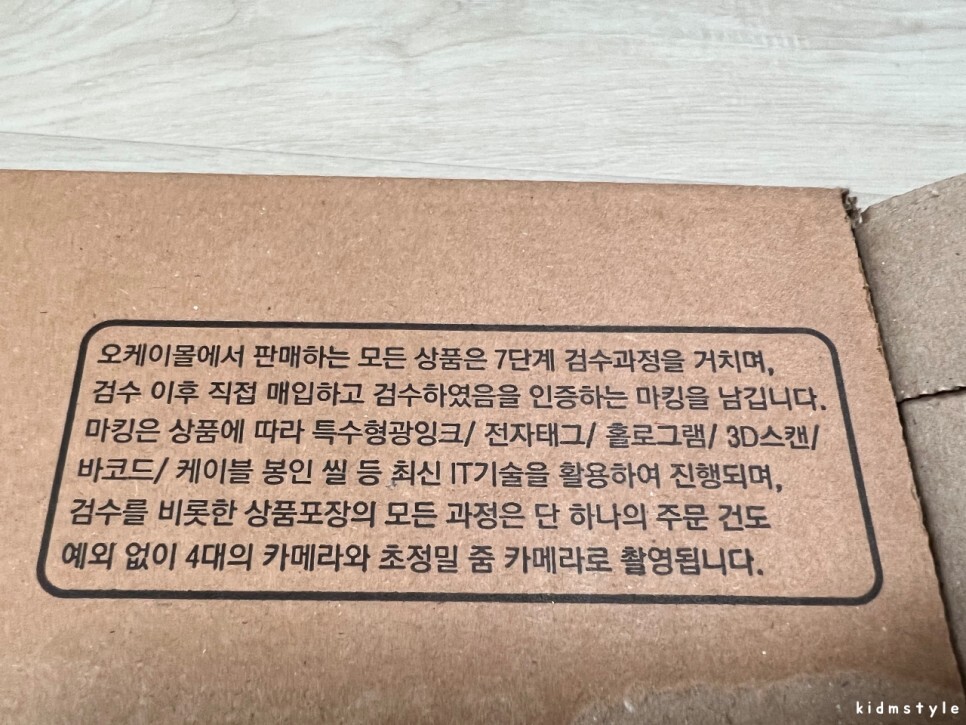 오케이몰에서 판매하는 모든 상품은 7단계 검수과정을 거치며,
검수 이후 직접 매입하고 검수하였음을 인증하는 마킹을 남깁니다.
마킹은 상품에 따라 특수형광잉크/ 전자태그/ 홀로그램/ 3D스캔/
바코드/ 케이블 봉인 씰 등 최신 IT기술을 활용하여 진행되며,
검수를 비롯한 상품포장의 모든 과정은 단 하나의 주문 건도
예외 없이 4대의 카메라와 초정밀 줌 카메라로 촬영됩니다.
kidmstyle